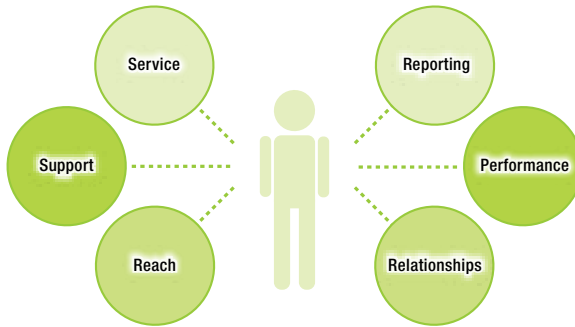 Service
Reporting
Support
Performance
Reach
Relationships